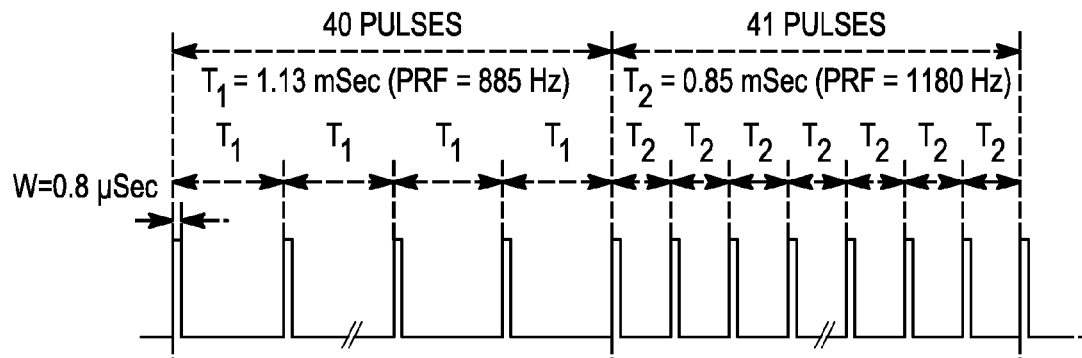 40 PULSES 41 PULSES
T1 = 1.13 mSec (PRF = 885 Hz) T2 = 0.85 mSec (PRF = 1180 Hz)
T1 T1 T1 T1 T2 T2 T2 T2 T2 T2 T2
W=0.8 µSec